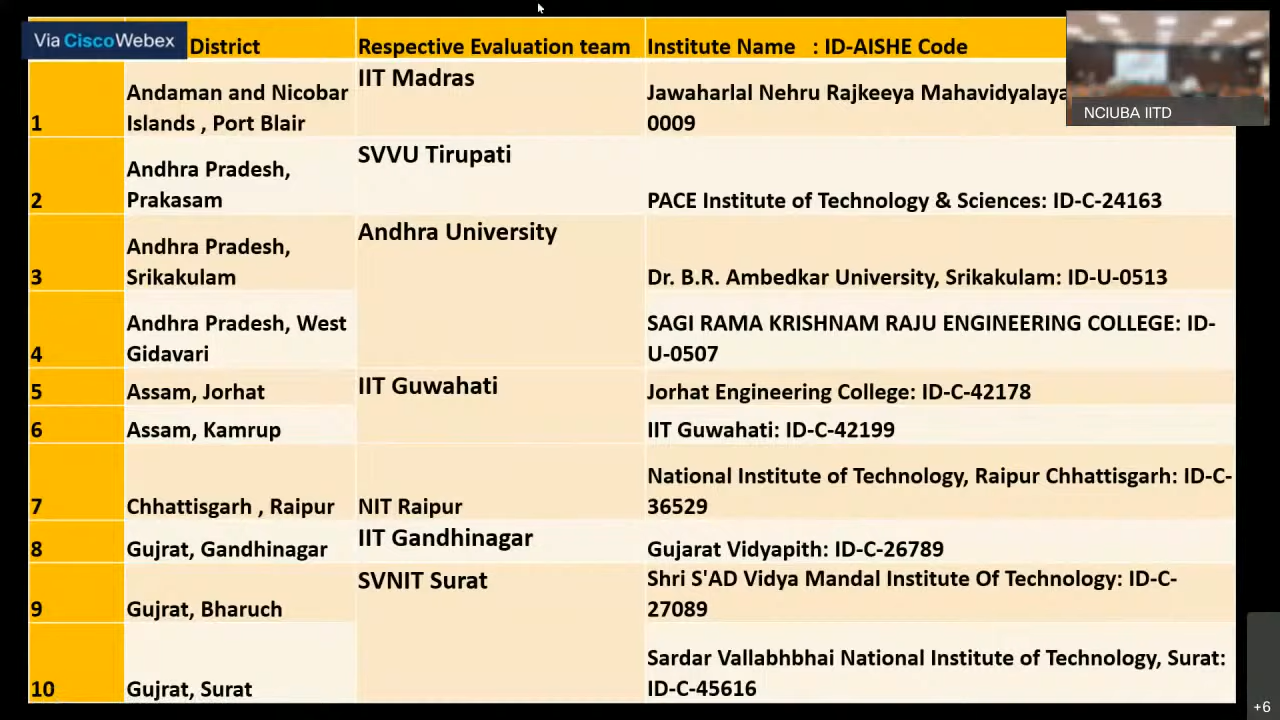 Via CiscoWebex
District Respective Evaluation team Institute Name : ID-AISHE Code
NCIUBA IITD
1 Andaman and Nicobar Islands , Port Blair IIT Madras Jawaharlal Nehru Rajkeeya Mahavidyalaya 0009
2 Andhra Pradesh, Prakasam SVVU Tirupati PACE Institute of Technology & Sciences: ID-C-24163
3 Andhra Pradesh, Srikakulam Andhra University Dr. B.R. Ambedkar University, Srikakulam: ID-U-0513
4 Andhra Pradesh, West Gidavari SAGI RAMA KRISHNAM RAJU ENGINEERING COLLEGE: ID-U-0507
5 Assam, Jorhat IIT Guwahati Jorhat Engineering College: ID-C-42178
6 Assam, Kamrup IIT Guwahati: ID-C-42199
7 Chhattisgarh , Raipur NIT Raipur National Institute of Technology, Raipur Chhattisgarh: ID-C-36529
8 Gujrat, Gandhinagar IIT Gandhinagar Gujarat Vidyapith: ID-C-26789
9 Gujrat, Bharuch SVNIT Surat Shri S'AD Vidya Mandal Institute Of Technology: ID-C-27089
10 Gujrat, Surat Sardar Vallabhbhai National Institute of Technology, Surat: ID-C-45616
+6